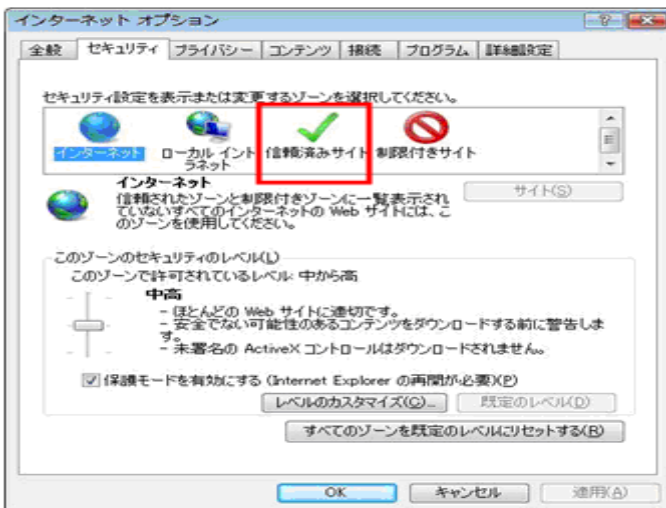 インターネット オプション
全般 セキュリティ プライバシー コンテンツ 接続 プログラム 詳細設定
セキュリティ設定を表示または変更するゾーンを選択してください。
インターネット ローカル イント 信頼済みサイト 制限付きサイト
ラネット
インターネット
サイト(S)
信頼されたゾーンと制限付きゾーンに一覧表示され
ていないすべてのインターネットの Web サイトには、こ
のゾーンを使用してください。
このゾーンのセキュリティのレベル(L)
このゾーンで許可されているレベル: 中から高
中高
- ほとんどの Web サイトに適切です。
- 安全でない可能性のあるコンテンツをダウンロードする前に警告しま
す。
- 未署名の ActiveX コントロールはダウンロードされません。
保護モードを有効にする (Internet Explorer の再開が必要)(P)
レベルのカスタマイズ(C)... 既定のレベル(D)
すべてのゾーンを既定のレベルにリセットする(R)
OK キャンセル 適用(A)